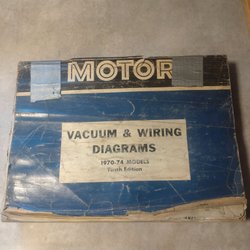 MOTOR
VACUUM & WIRING
DIAGRAMS
1970-74 MODELS
Tenth Edition